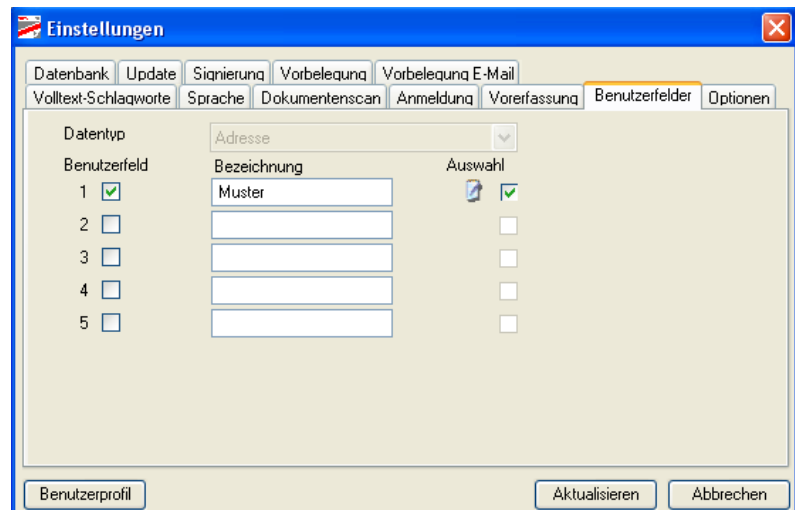 Einstellungen
Datenbank Update Signierung Vorbelegung Vorbelegung E-Mail
Volltext-Schlagworte Sprache Dokumentenscan Anmeldung Vorerfassung Benutzerfelder Optionen
Datentyp Adresse
Benutzerfeld Bezeichnung Auswahl
1 Muster
2
3
4
5
Benutzerprofil Aktualisieren Abbrechen